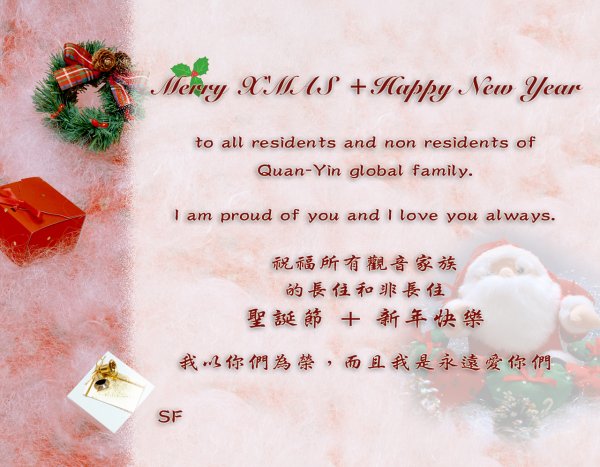 Merry X'MAS +Happy New Year
to all residents and non residents of
Quan-Yin global family.
I am proud of you and I love you always.
祝福所有觀音家族
的長住和非長住
聖誕節 + 新年快樂
我以你們為榮，而且我是永遠愛你們
SF